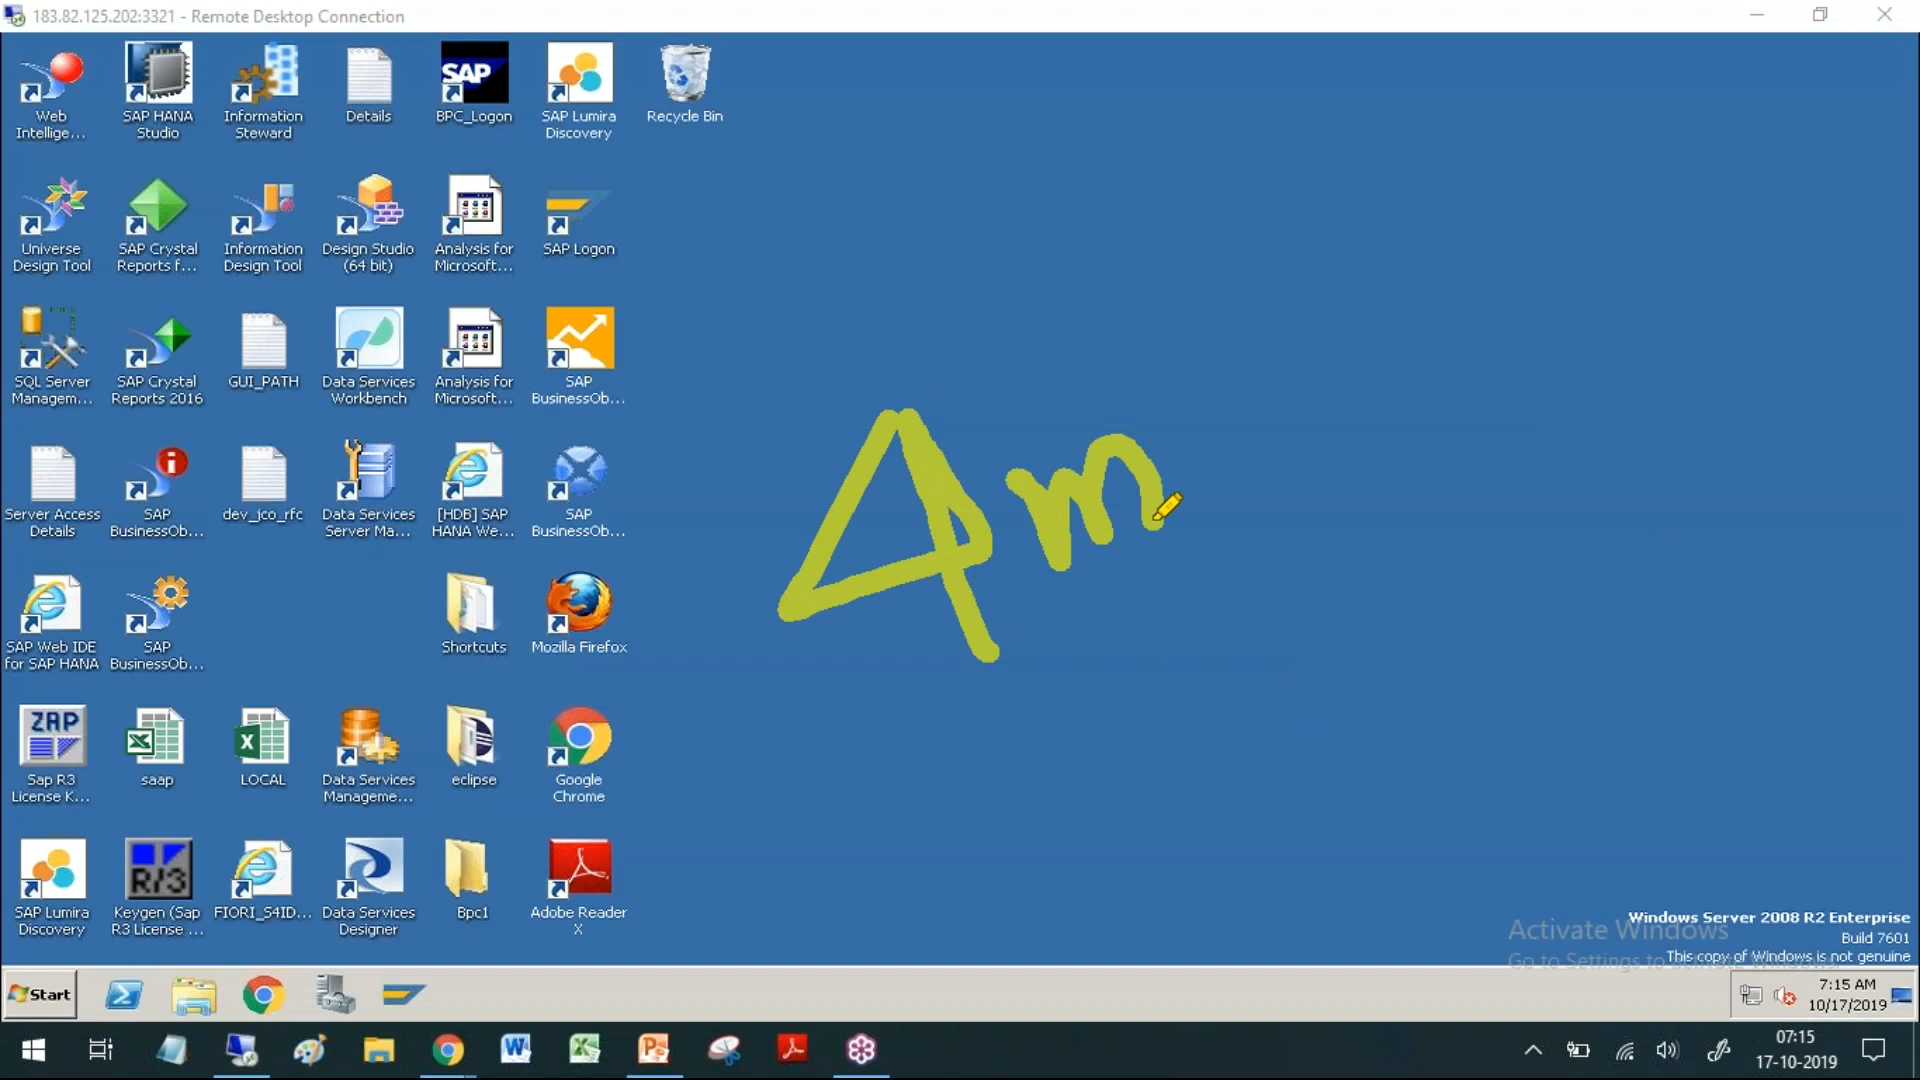 183.82.125.202:3321 - Remote Desktop Connection
Web Intellige...
SAP HANA Studio
Information Steward
Details
BPC_Logon
SAP
SAP Lumira Discovery
Recycle Bin
Universe Design Tool
SAP Crystal Reports f...
Information Design Tool
Design Studio (64 bit)
Analysis for Microsoft...
SAP Logon
SQL Server Managem...
SAP Crystal Reports 2016
GUI_PATH
Data Services Workbench
Analysis for Microsoft...
SAP BusinessOb...
4m
Server Access Details
SAP BusinessOb...
dev_jco_rfc
Data Services Server Ma...
[HDB] SAP HANA We...
SAP BusinessOb...
SAP Web IDE for SAP HANA
SAP BusinessOb...
Shortcuts
Mozilla Firefox
ZAP
Sap R3 License K...
saap
LOCAL
Data Services Manageme...
eclipse
Google Chrome
SAP Lumira Discovery
R/3
Keygen (Sap R3 License ...
FIORI_S4ID...
Data Services Designer
Bpc1
Adobe Reader X
Activate Windows
Windows Server 2008 R2 Enterprise
Build 7601
This copy of Windows is not genuine
Start
7:15 AM
10/17/2019
07:15
17-10-2019